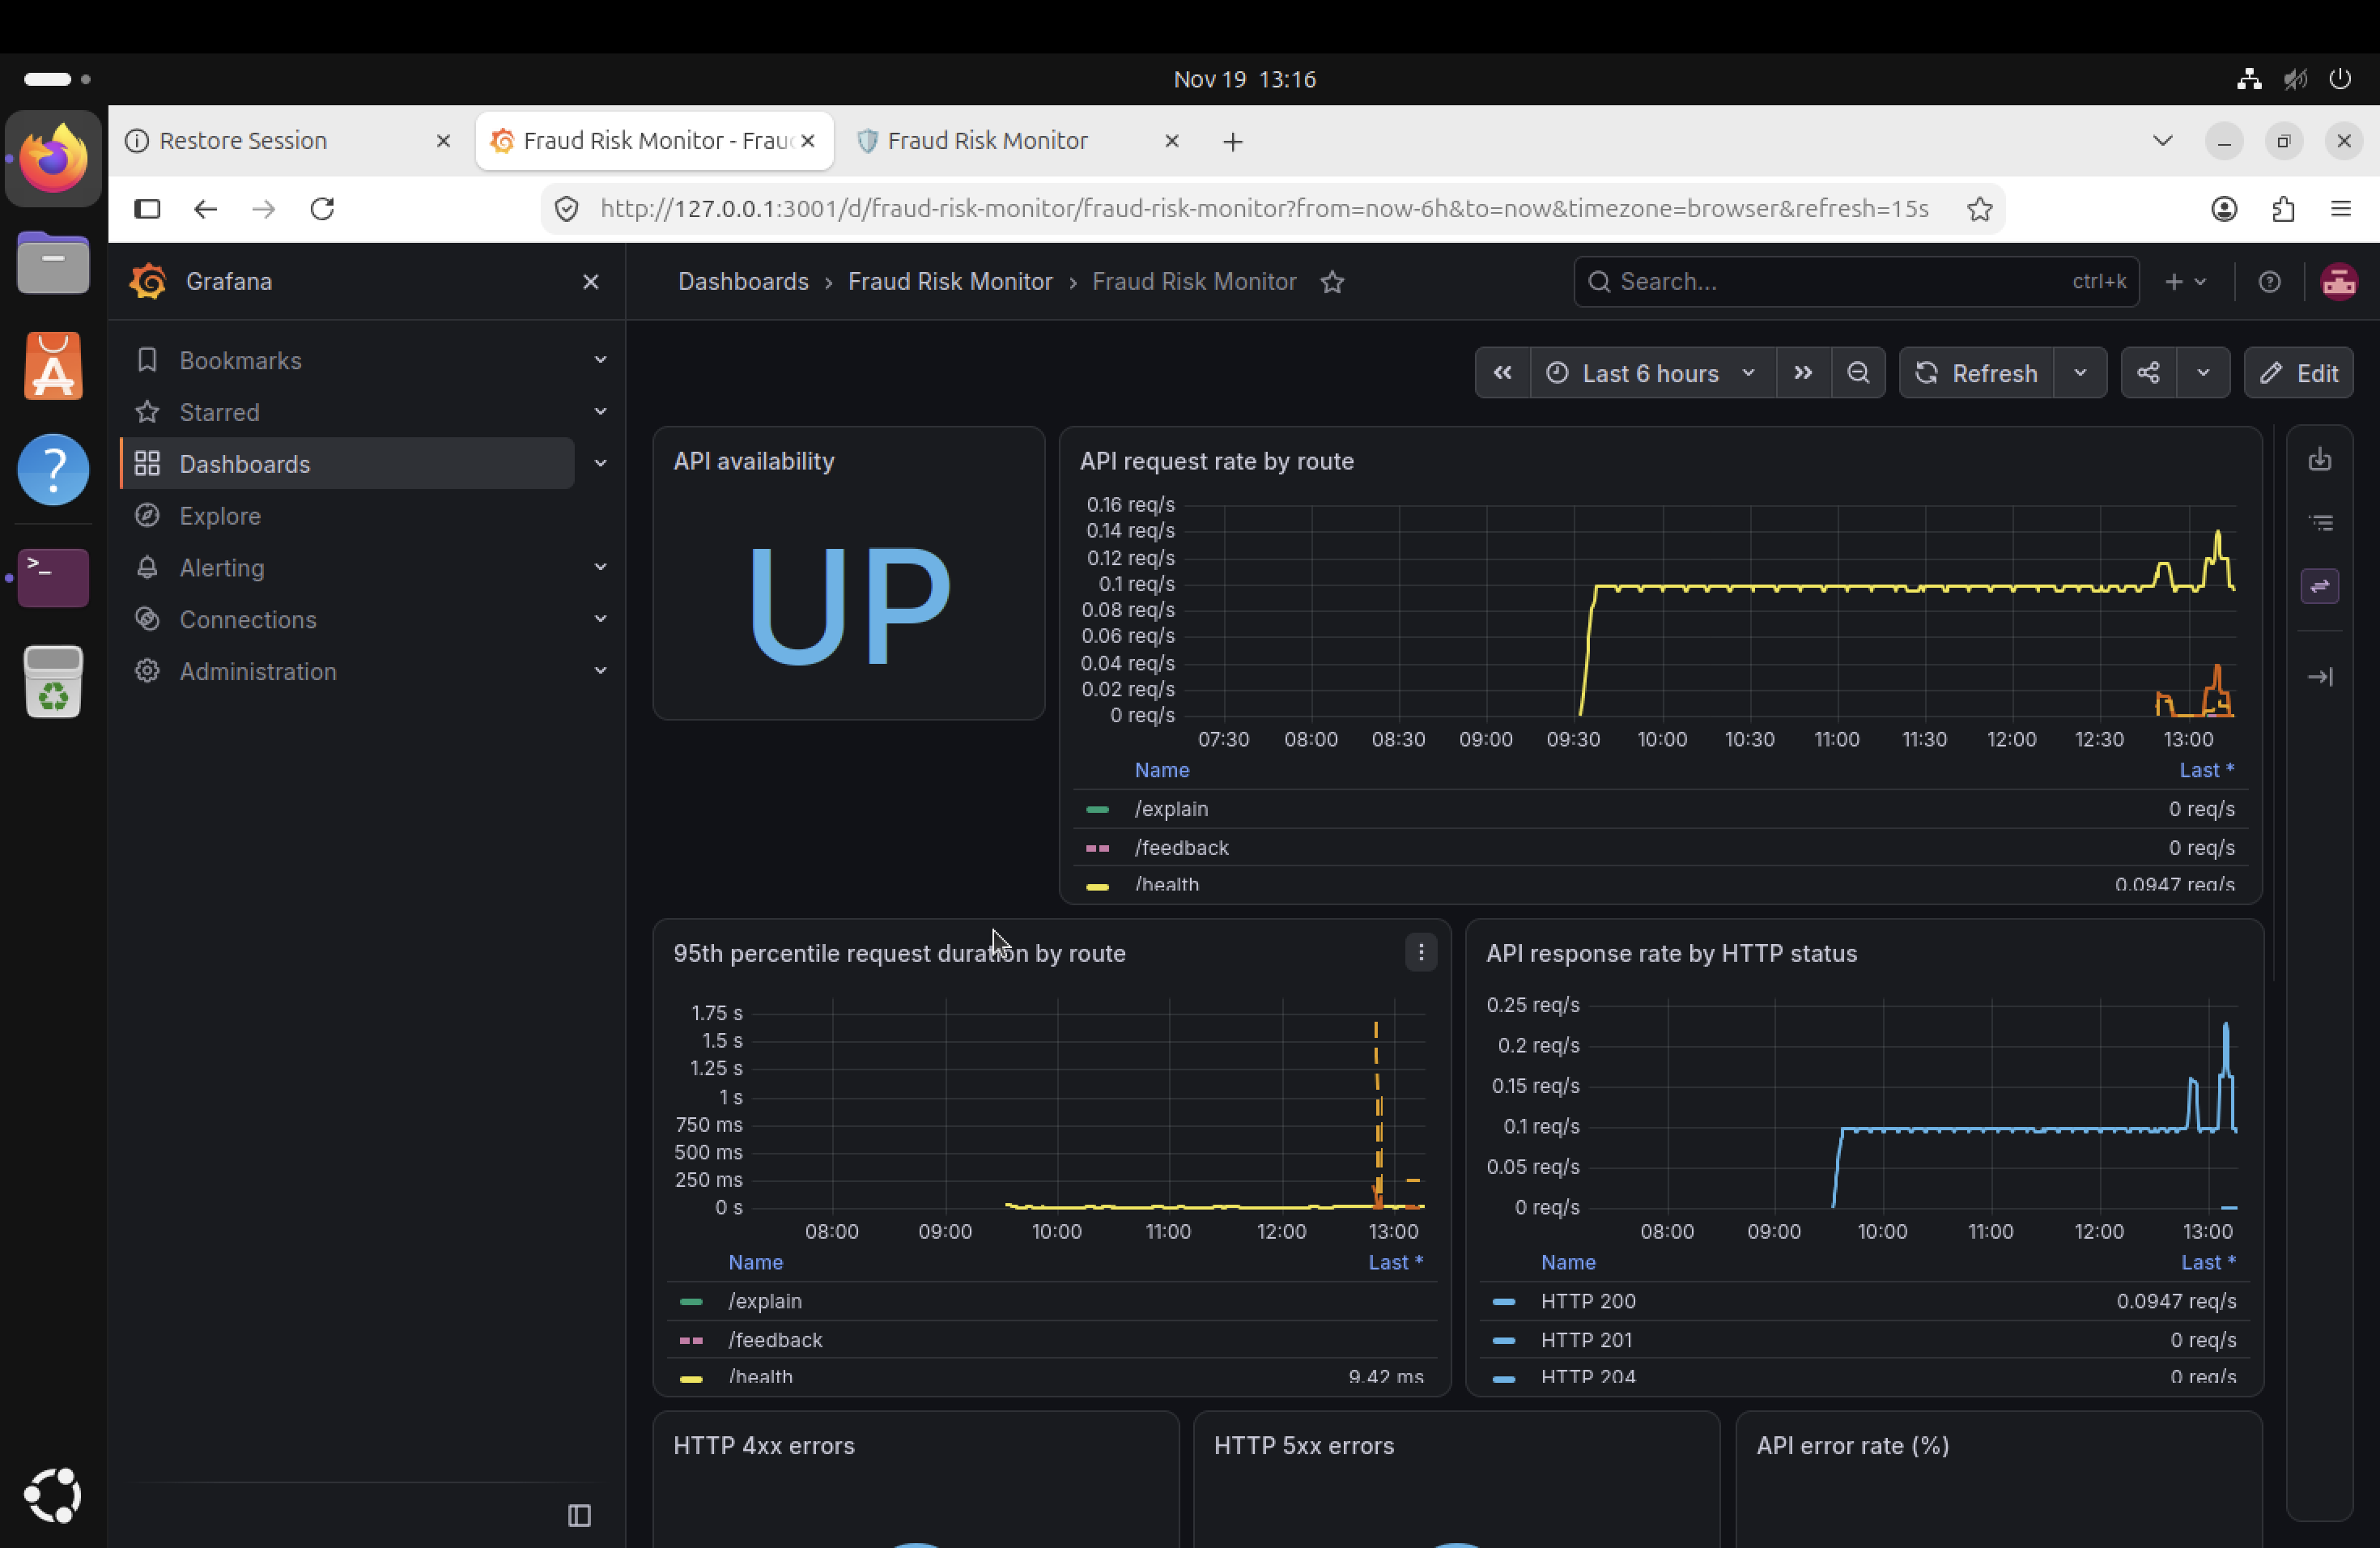 Nov 19 13:16
Restore Session
Fraud Risk Monitor - Frau
Fraud Risk Monitor
http://127.0.0.1:3001/d/fraud-risk-monitor/fraud-risk-monitor?from=now-6h&to=now&timezone=browser&refresh=15s
Grafana
Dashboards › Fraud Risk Monitor › Fraud Risk Monitor
Search...
ctrl+k
Bookmarks
Starred
Dashboards
Explore
Alerting
Connections
Administration
Last 6 hours
Refresh
Edit
API availability
UP
API request rate by route
0.16 req/s
0.14 req/s
0.12 req/s
0.1 req/s
0.08 req/s
0.06 req/s
0.04 req/s
0.02 req/s
0 req/s
07:30 08:00 08:30 09:00 09:30 10:00 10:30 11:00 11:30 12:00 12:30 13:00
Name Last *
/explain 0 req/s
/feedback 0 req/s
/health 0.0947 req/s
95th percentile request duration by route
1.75 s
1.5 s
1.25 s
1 s
750 ms
500 ms
250 ms
0 s
08:00 09:00 10:00 11:00 12:00 13:00
Name Last *
/explain
/feedback
/health 9.42 ms
API response rate by HTTP status
0.25 req/s
0.2 req/s
0.15 req/s
0.1 req/s
0.05 req/s
0 req/s
08:00 09:00 10:00 11:00 12:00 13:00
Name Last *
HTTP 200 0.0947 req/s
HTTP 201 0 req/s
HTTP 204 0 req/s
HTTP 4xx errors
HTTP 5xx errors
API error rate (%)